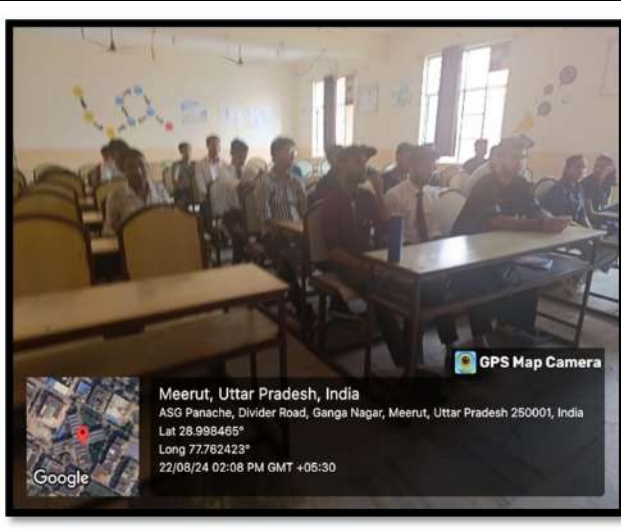 GPS Map Camera
Meerut, Uttar Pradesh, India
ASG Panache, Divider Road, Ganga Nagar, Meerut, Uttar Pradesh 250001, India
Lat 28.998465°
Long 77.762423°
22/08/24 02:08 PM GMT +05:30
Google